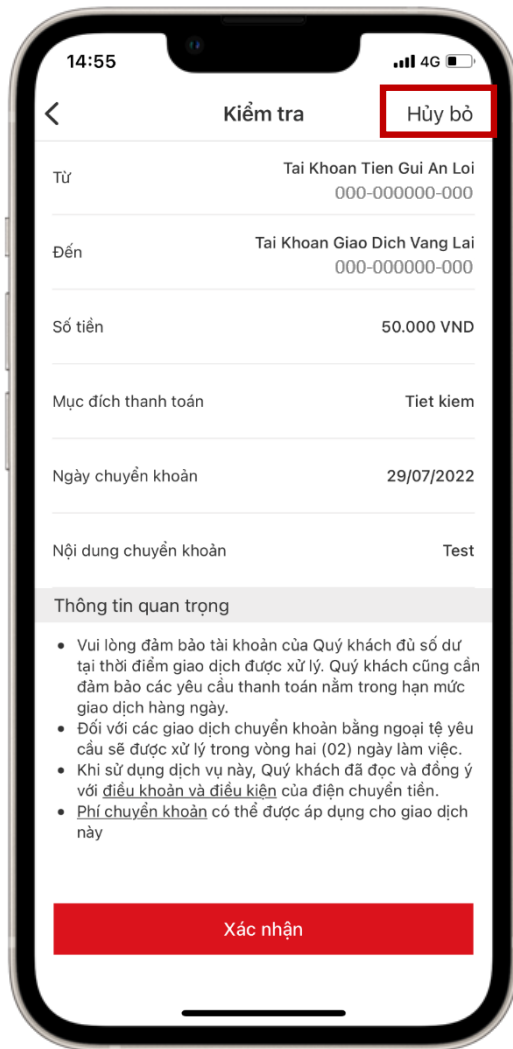 14:55
4G
Kiểm tra
Hủy bỏ
Từ
Tai Khoan Tien Gui An Loi
000-000000-000
Đến
Tai Khoan Giao Dich Vang Lai
000-000000-000
Số tiền
50.000 VND
Mục đích thanh toán
Tiet kiem
Ngày chuyển khoản
29/07/2022
Nội dung chuyển khoản
Test
Thông tin quan trọng
• Vui lòng đảm bảo tài khoản của Quý khách đủ số dư
tại thời điểm giao dịch được xử lý. Quý khách cũng cần
đảm bảo các yêu cầu thanh toán nằm trong hạn mức
giao dịch hàng ngày.
• Đối với các giao dịch chuyển khoản bằng ngoại tệ yêu
cầu sẽ được xử lý trong vòng hai (02) ngày làm việc.
• Khi sử dụng dịch vụ này, Quý khách đã đọc và đồng ý
với điều khoản và điều kiện của điện chuyển tiền.
• Phí chuyển khoản có thể được áp dụng cho giao dịch
này
Xác nhận